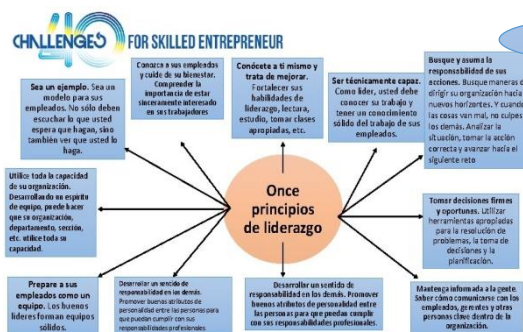 40
CHALLENGES FOR SKILLED ENTREPRENEUR
Sea un ejemplo. Sea un
modelo para sus
empleados. No sólo deben
escuchar lo que usted
espera que hagan, sino
también ver que usted lo
haga.
Conozca a sus empleados
y cuide de su bienestar.
Comprender la
importancia de estar
sinceramente interesado
en sus trabajadores
Conócete a ti mismo y
trata de mejorar.
Fortalecer sus
habilidades de
liderazgo, lectura,
estudio, tomar clases
apropiadas, etc.
Ser técnicamente capaz.
Como líder, usted debe
conocer su trabajo y
tener un conocimiento
sólido del trabajo de sus
empleados.
Busque y asuma la
responsabilidad de sus
acciones. Busque maneras de
dirigir su organización hacia
nuevos horizontes. Y cuando
las cosas van mal, no culpes
los demás. Analizar la
situación, tomar la acción
correcta y avanzar hacia el
siguiente reto
Utilice toda la capacidad
de su organización.
Desarrollando un espíritu
de equipo, puede hacer
que su organización,
departamento, sección,
etc. utilice toda su
capacidad.
Once
principios
de liderazgo
Tomar decisiones firmes
y oportunas. Utilizar
herramientas apropiadas
para la resolución de
problemas, la toma de
decisiones y la
planificación.
Prepare a sus
empleados como un
equipo. Los buenos
líderes forman equipos
sólidos.
Desarrollar un sentido de
responsabilidad en los demás.
Promover buenos atributos de
personalidad entre las personas para
que puedan cumplir con sus
responsabilidades profesionales
Desarrollar un sentido de
responsabilidad en los demás. Promover
buenos atributos de personalidad entre
las personas para que puedan cumplir
con sus responsabilidades profesionales.
Mantenga informada a la gente.
Saber cómo comunicarse con los
empleados, gerentes y otras
personas clave dentro de la
organización.